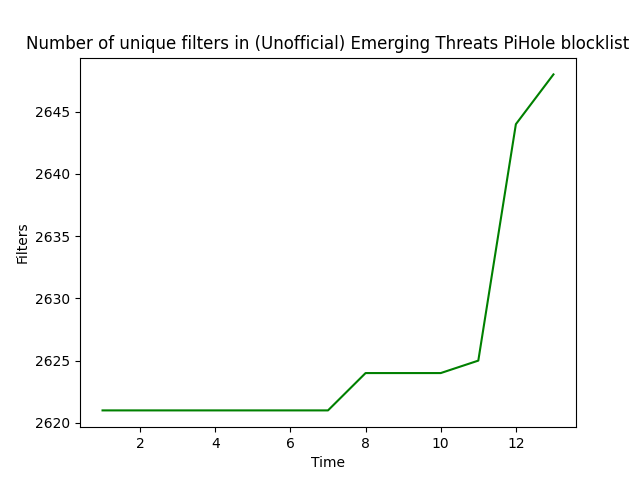 Number of unique filters in (Unofficial) Emerging Threats PiHole blocklist
2645
2640
2635
2630
2625
2620
Filters
2 4 6 8 10 12
Time